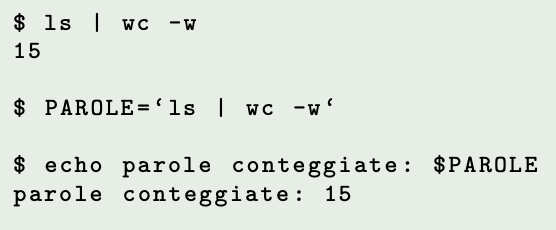 $ ls | wc -w
15
$ PAROLE=‘ls | wc -w‘
$ echo parole conteggiate: $PAROLE
parole conteggiate: 15